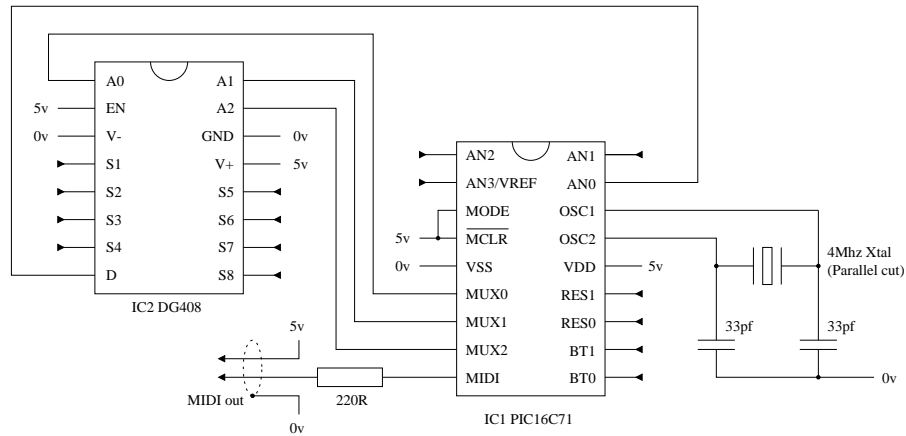 A0
A1
5v
EN
A2
0v
V-
GND
0v
S1
V+
5v
S2
S5
S3
S6
S4
S7
D
S8
IC2 DG408
AN2
AN1
AN3/VREF
AN0
MODE
OSC1
5v
MCLR
OSC2
4Mhz Xtal
(Parallel cut)
0v
VSS
VDD
5v
MUX0
RES1
MUX1
RES0
33pf
33pf
MUX2
BT1
MIDI
BT0
0v
5v
MIDI out
220R
0v
IC1 PIC16C71